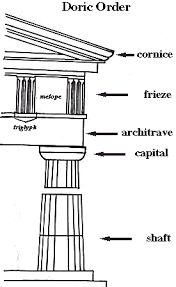 Doric Order
cornice
metope
frieze
triglyph
architrave
capital
shaft